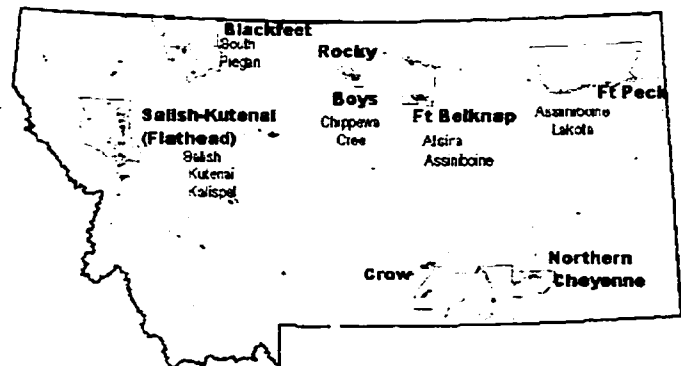 Blackfeet
South
Piegan
Rocky
Boys
Chippewa
Cree
Ft Belknap
Alsira
Assiniboine
Ft Peck
Assiniboine
Lakota
Salish-Kutenai
(Flathead)
Salish
Kutenai
Kalispel
Crow
Northern
Cheyenne